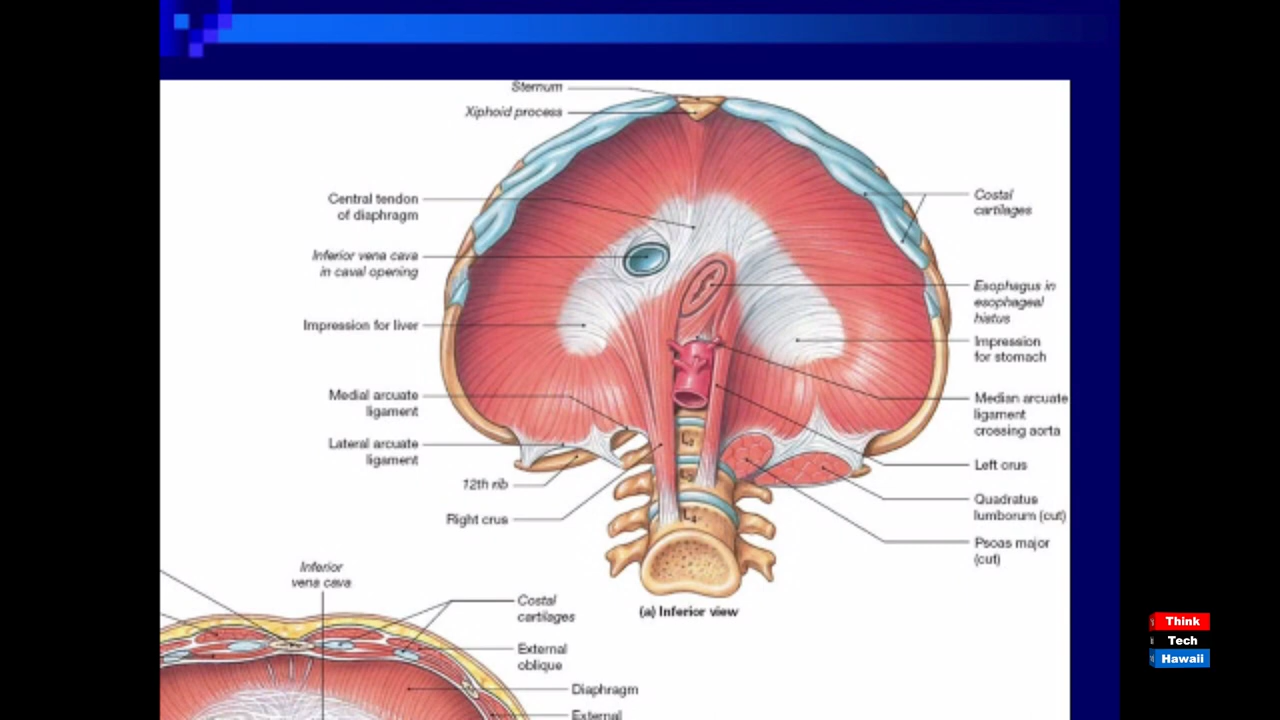 Sternum
Xiphoid process
Central tendon
of diaphragm
Inferior vena cava
in caval opening
Impression for liver
Medial arcuate
ligament
Lateral arcuate
ligament
12th rib
Right crus
Costal
cartilages
Esophagus in
esophageal
hiatus
Impression
for stomach
Median arcuate
ligament
crossing aorta
Left crus
Quadratus
lumborum (cut)
Psoas major
(cut)
L2
L3
L4
(a) Inferior view
Inferior
vena cava
Costal
cartilages
External
oblique
Diaphragm
External
Think
Tech
Hawaii